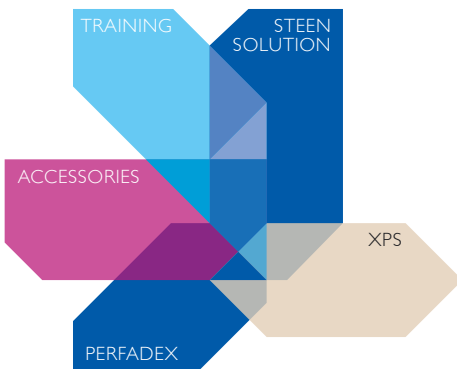 TRAINING
STEEN
SOLUTION
ACCESSORIES
XPS
PERFADEX